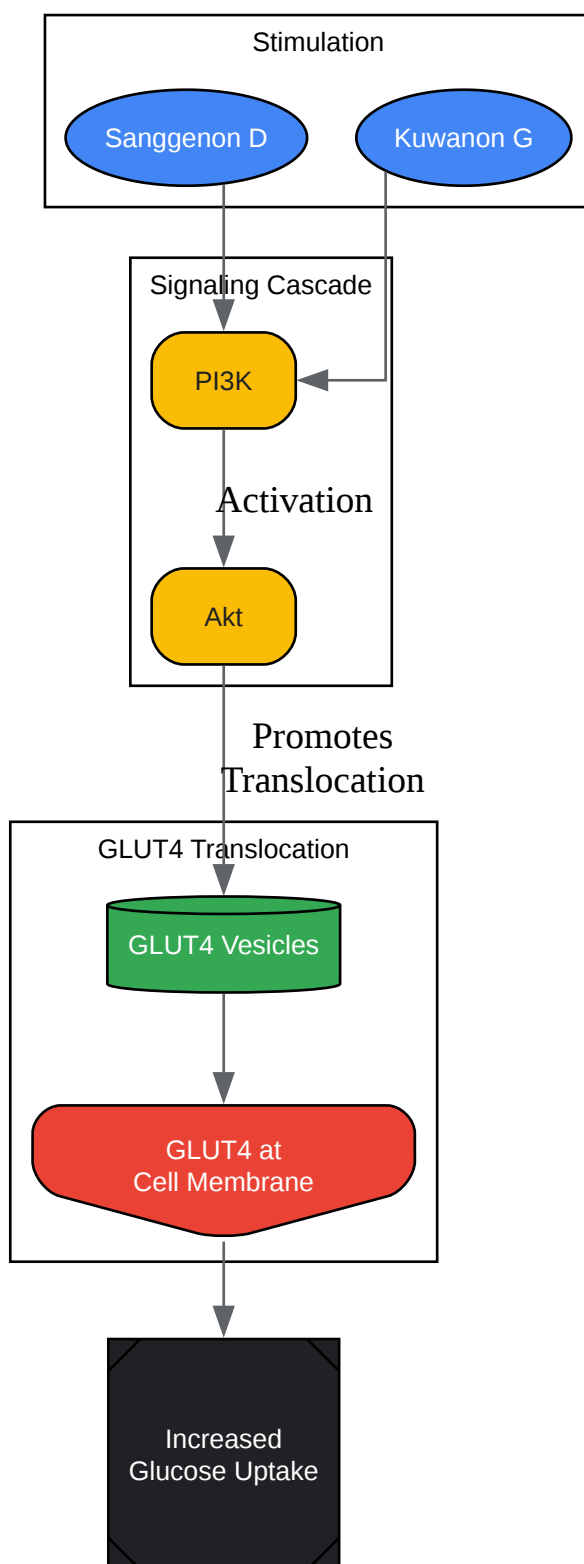 Stimulation
Sanggenon D
Kuwanon G
Signaling Cascade
PI3K
Activation
Akt
Promotes
Translocation
GLUT4 Translocation
GLUT4 Vesicles
GLUT4 at
Cell Membrane
Increased
Glucose Uptake